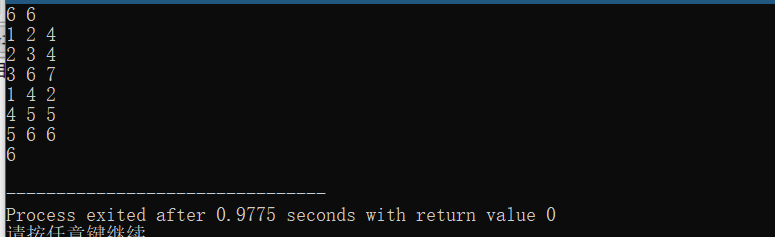 6 6
1 2 4
2 3 4
3 6 7
1 4 2
4 5 5
5 6 6
6
--------------------------------
Process exited after 0.9775 seconds with return value 0
请按任意键继续